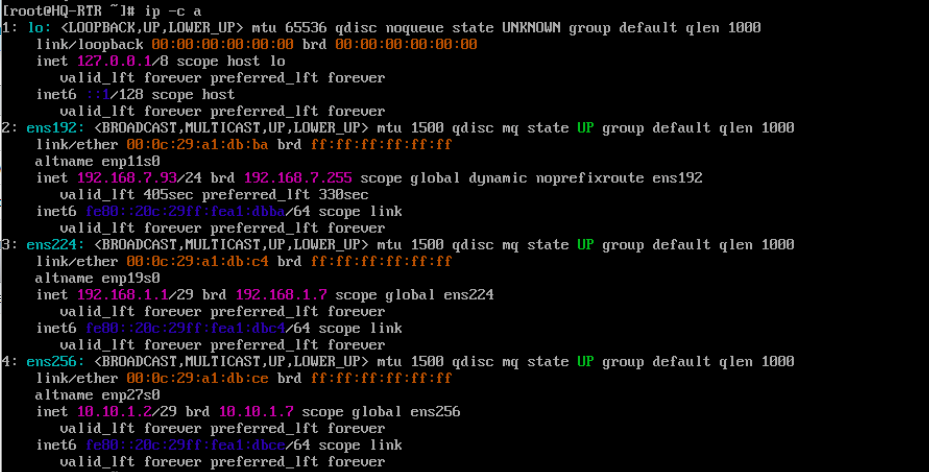 [root@HQ-RTR ~]# ip -c a
1: lo: <LOOPBACK,UP,LOWER_UP> mtu 65536 qdisc noqueue state UNKNOWN group default qlen 1000
link/loopback 00:00:00:00:00:00 brd 00:00:00:00:00:00
inet 127.0.0.1/8 scope host lo
valid_lft forever preferred_lft forever
inet6 ::1/128 scope host
valid_lft forever preferred_lft forever
2: ens192: <BROADCAST,MULTICAST,UP,LOWER_UP> mtu 1500 qdisc mq state UP group default qlen 1000
link/ether 00:0c:29:a1:db:ba brd ff:ff:ff:ff:ff:ff
altname enp11s0
inet 192.168.7.93/24 brd 192.168.7.255 scope global dynamic noprefixroute ens192
valid_lft 405sec preferred_lft 330sec
inet6 fe80::20c:29ff:fea1:dbba/64 scope link
valid_lft forever preferred_lft forever
3: ens224: <BROADCAST,MULTICAST,UP,LOWER_UP> mtu 1500 qdisc mq state UP group default qlen 1000
link/ether 00:0c:29:a1:db:c4 brd ff:ff:ff:ff:ff:ff
altname enp19s0
inet 192.168.1.1/29 brd 192.168.1.7 scope global ens224
valid_lft forever preferred_lft forever
inet6 fe80::20c:29ff:fea1:dbc4/64 scope link
valid_lft forever preferred_lft forever
4: ens256: <BROADCAST,MULTICAST,UP,LOWER_UP> mtu 1500 qdisc mq state UP group default qlen 1000
link/ether 00:0c:29:a1:db:ce brd ff:ff:ff:ff:ff:ff
altname enp27s0
inet 10.10.1.2/29 brd 10.10.1.7 scope global ens256
valid_lft forever preferred_lft forever
inet6 fe80::20c:29ff:fea1:dbce/64 scope link
valid_lft forever preferred_lft forever